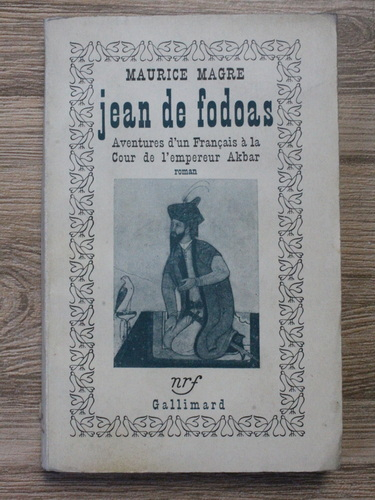 MAURICE MAGRE
jean de fodoas
Aventures d'un Français à la
Cour de l'empereur Akbar
roman
nrf
Gallimard